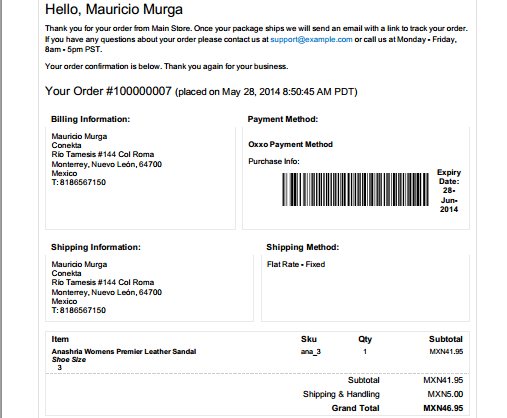 Hello, Mauricio Murga
Thank you for your order from Main Store. Once your package ships we will send an email with a link to track your order.
If you have any questions about your order please contact us at support@example.com or call us at Monday - Friday,
8am - 5pm PST.
Your order confirmation is below. Thank you again for your business.
Your Order #100000007 (placed on May 28, 2014 8:50:45 AM PDT)
Billing Information:
Mauricio Murga
Conekta
Río Tamesis #144 Col Roma
Monterrey, Nuevo León, 64700
Mexico
T: 8186567150
Payment Method:
Oxxo Payment Method
Purchase Info:
Expiry
Date:
28-
Jun-
2014
Shipping Information:
Mauricio Murga
Conekta
Río Tamesis #144 Col Roma
Monterrey, Nuevo León, 64700
Mexico
T: 8186567150
Shipping Method:
Flat Rate - Fixed
Item Sku Qty Subtotal
Anashria Womens Premier Leather Sandal ana_3 1 MXN41.95
Shoe Size
3
Subtotal MXN41.95
Shipping & Handling MXN5.00
Grand Total MXN46.95